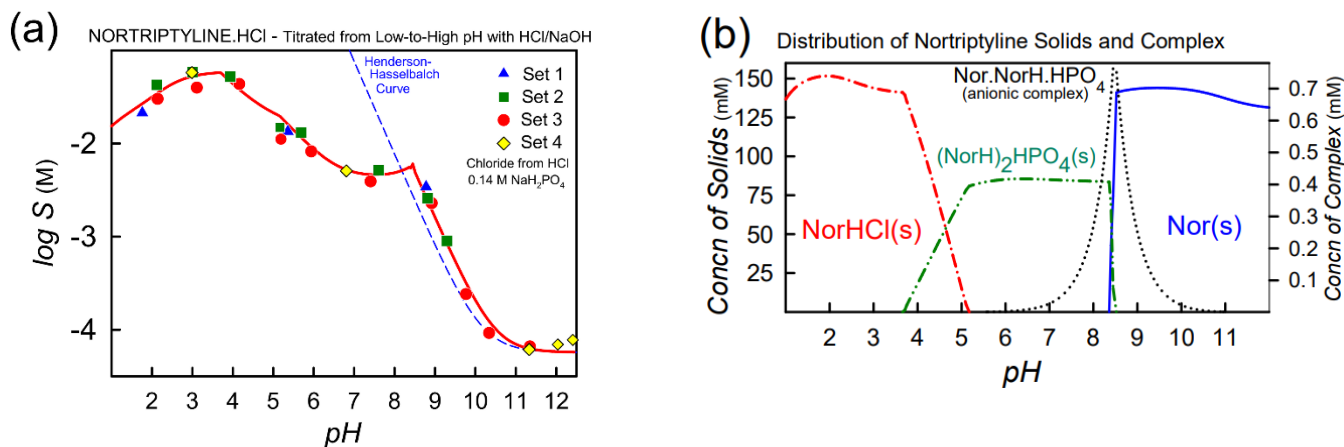 (a)
NORTRIPTYLINE.HCl - Titrated from Low-to-High pH with HCl/NaOH
Henderson-
Hasselbalch
Curve
Set 1
Set 2
Set 3
Set 4
Chloride from HCl
0.14 M NaH₂PO₄
log S (M)
-2
-3
-4
2 3 4 5 6 7 8 9 10 11 12
pH
(b)
Distribution of Nortriptyline Solids and Complex
Nor.NorH.HPO₄
(anionic complex)
(NorH)₂HPO₄(s)
NorHCl(s)
Nor(s)
Concn of Solids (mM)
150
125
100
75
50
25
Concn of Complex (mM)
0.7
0.6
0.5
0.4
0.3
0.2
0.1
1 2 3 4 5 6 7 8 9 10 11
pH